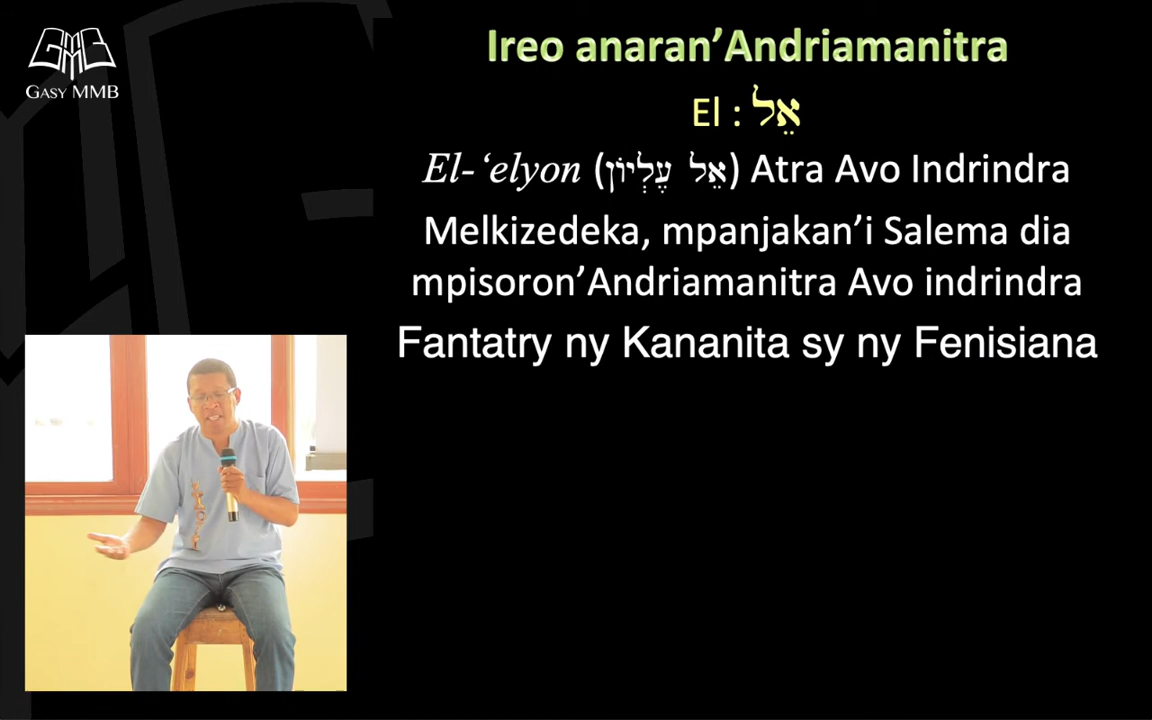 GMMB
GASY MMB
Ireo anaran’Andriamanitra
El : אֵל
El-‘elyon (אֵל עֶלְיוֹן) Atra Avo Indrindra
Melkizedeka, mpanjakan’i Salema dia
mpisoron’Andriamanitra Avo indrindra
Fantatry ny Kananita sy ny Fenisiana